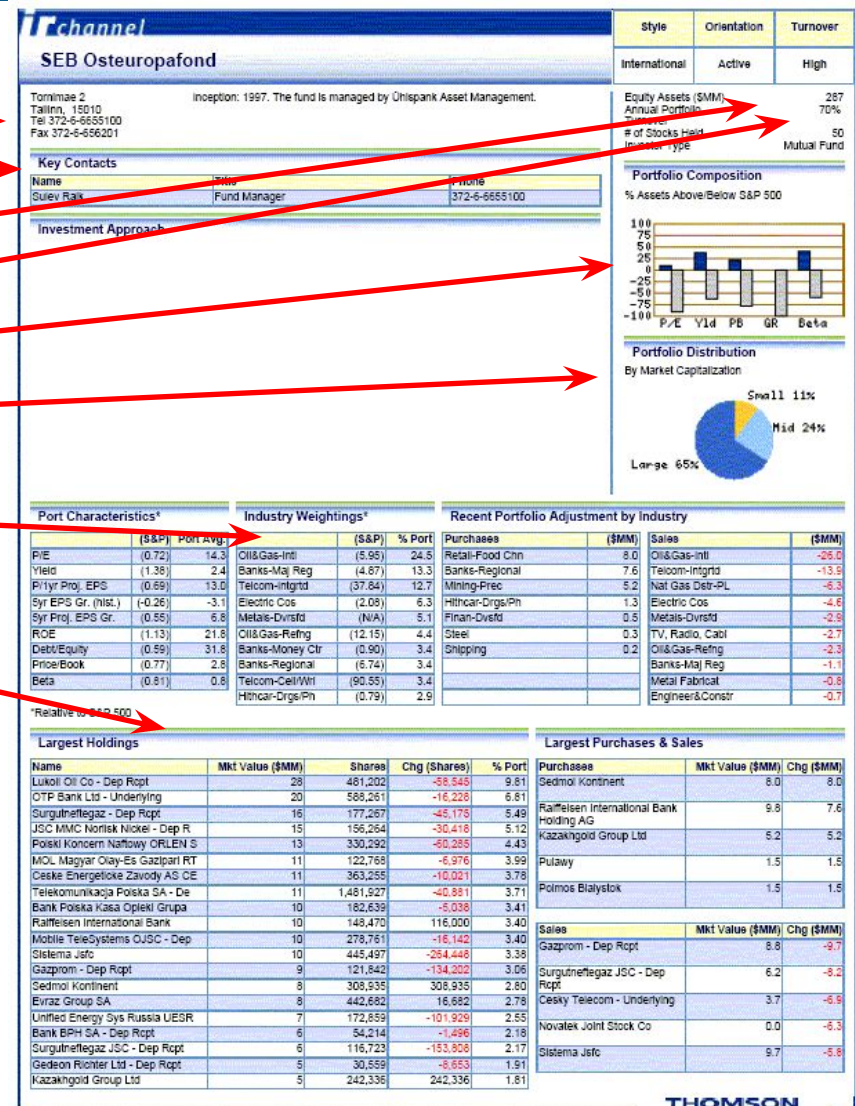 ir channel
SEB Osteuropafond
Style Orientation Turnover
International Active High
Tornimae 2
Tallinn, 15010
Tel 372-6-6655100
Fax 372-6-656201
Inception: 1997. The fund is managed by Ühispank Asset Management.
Equity Assets ($MM) 287
Annual Portfolio Turnover 70%
# of Stocks Held 50
Investor Type Mutual Fund
Key Contacts
Name Title Phone
Sulev Raik Fund Manager 372-6-6655100
Investment Approach
Portfolio Composition
% Assets Above/Below S&P 500
100
75
50
25
0
-25
-50
-75
-100
P/E Yld PB GR Beta
Portfolio Distribution
By Market Capitalization
Small 11%
Mid 24%
Large 65%
Port Characteristics*
(S&P) Port Avg.
P/E (0.72) 14.3
Yield (1.38) 2.4
P/1yr Proj. EPS (0.69) 13.0
5yr EPS Gr. (hist.) (-0.26) -3.1
5yr Proj. EPS Gr. (0.55) 6.8
ROE (1.13) 21.8
Debt/Equity (0.59) 31.8
Price/Book (0.77) 2.8
Beta (0.81) 0.8
*Relative to S&P 500
Industry Weightings*
(S&P) % Port
Oil&Gas-Intl (5.95) 24.5
Banks-Maj Reg (4.87) 13.3
Telcom-Intgrtd (37.84) 12.7
Electric Cos (2.08) 6.3
Metals-Dvrsfd (N/A) 5.1
Oil&Gas-Refng (12.15) 4.4
Banks-Money Ctr (0.90) 3.4
Banks-Regional (6.74) 3.4
Telcom-Cell/Wrl (90.55) 3.4
Hlthcar-Drgs/Ph (0.79) 2.9
Recent Portfolio Adjustment by Industry
Purchases ($MM) Sales ($MM)
Retail-Food Chn 8.0 Oil&Gas-Intl -26.0
Banks-Regional 7.6 Telcom-Intgrtd -13.9
Mining-Prec 5.2 Nat Gas Dstr-PL -6.3
Hlthcar-Drgs/Ph 1.3 Electric Cos -4.6
Finan-Dvsfd 0.5 Metals-Dvrsfd -2.9
Steel 0.3 TV, Radio, Cabl -2.7
Shipping 0.2 Oil&Gas-Refng -2.3
Banks-Maj Reg -1.1
Metal Fabricat -0.8
Engineer&Constr -0.7
Largest Holdings
Name Mkt Value ($MM) Shares Chg (Shares) % Port
Lukoil Oil Co - Dep Rcpt 28 481,202 -58,545 9.81
OTP Bank Ltd - Underlying 20 588,261 -16,228 6.81
Surgutneftegaz - Dep Rcpt 16 177,267 -45,175 5.49
JSC MMC Norilsk Nickel - Dep R 15 156,264 -30,418 5.12
Polski Koncern Naftowy ORLEN S 13 330,292 -60,285 4.43
MOL Magyar Olay-Es Gazipari RT 11 122,768 -6,976 3.99
Ceske Energeticke Zavody AS CE 11 363,255 -10,021 3.78
Telekomunikacja Polska SA - De 11 1,481,927 -40,881 3.71
Bank Polska Kasa Opieki Grupa 10 182,639 -5,038 3.41
Raiffeisen International Bank 10 148,470 116,000 3.40
Mobile TeleSystems OJSC - Dep 10 278,761 -16,142 3.40
Sistema Jsfc 10 445,497 -264,448 3.38
Gazprom - Dep Rcpt 9 121,842 -134,202 3.06
Sedmoi Kontinent 8 308,935 308,935 2.80
Evraz Group SA 8 442,682 16,682 2.78
Unified Energy Sys Russia UESR 7 172,859 -101,929 2.55
Bank BPH SA - Dep Rcpt 6 54,214 -1,496 2.18
Surgutneftegaz JSC - Dep Rcpt 6 116,723 -153,808 2.17
Gedeon Richter Ltd - Dep Rcpt 5 30,559 -8,653 1.91
Kazakhgold Group Ltd 5 242,336 242,336 1.81
Largest Purchases & Sales
Purchases Mkt Value ($MM) Chg ($MM)
Sedmoi Kontinent 8.0 8.0
Raiffeisen International Bank 9.8 7.6
Holding AG
Kazakhgold Group Ltd 5.2 5.2
Pulawy 1.5 1.5
Polmos Bialystok 1.5 1.5
Sales Mkt Value ($MM) Chg ($MM)
Gazprom - Dep Rcpt 8.8 -9.7
Surgutneftegaz JSC - Dep 6.2 -8.2
Rcpt
Cesky Telecom - Underlying 3.7 -6.9
Novatek Joint Stock Co 0.0 -6.3
Sistema Jsfc 9.7 -5.8
THOMSON